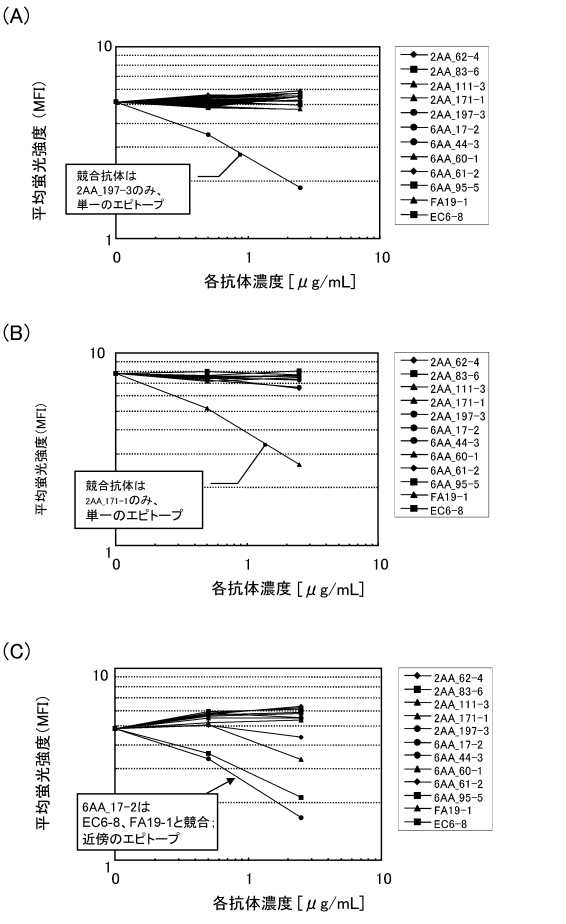 (A)
平均蛍光強度 (MFI)
10
1
競合抗体は
2AA_197-3のみ、
単一のエピトープ
0
1
10
各抗体濃度[μg/mL]
2AA_62-4
2AA_83-6
2AA_111-3
2AA_171-1
2AA_197-3
6AA_17-2
6AA_44-3
6AA_60-1
6AA_61-2
6AA_95-5
FA19-1
EC6-8
(B)
平均蛍光強度(MFI)
10
1
競合抗体は
2AA_171-1のみ、
単一のエピトープ
0
1
10
各抗体濃度[μg/mL]
2AA_62-4
2AA_83-6
2AA_111-3
2AA_171-1
2AA_197-3
6AA_17-2
6AA_44-3
6AA_60-1
6AA_61-2
6AA_95-5
FA19-1
EC6-8
(C)
平均蛍光強度(MFI)
10
1
6AA_17-2は
EC6-8、FA19-1と競合;
近傍のエピトープ
0
1
10
各抗体濃度[μg/mL]
2AA_62-4
2AA_83-6
2AA_111-3
2AA_171-1
2AA_197-3
6AA_17-2
6AA_44-3
6AA_60-1
6AA_61-2
6AA_95-5
FA19-1
EC6-8